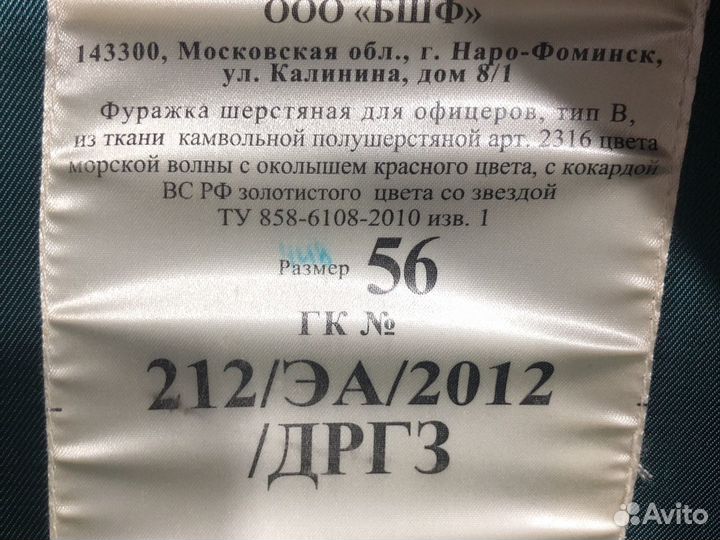 ООО «БШФ»
143300, Московская обл., г. Наро-Фоминск,
ул. Калинина, дом 8/1
Фуражка шерстяная для офицеров, тип В,
из ткани камвольной полушерстяной арт. 2316 цвета
морской волны с околышем красного цвета, с кокардой
ВС РФ золотистого цвета со звездой
ТУ 858-6108-2010 изв. 1
Размер 56
ГК №
212/ЭА/2012
/ДРГЗ
Avito